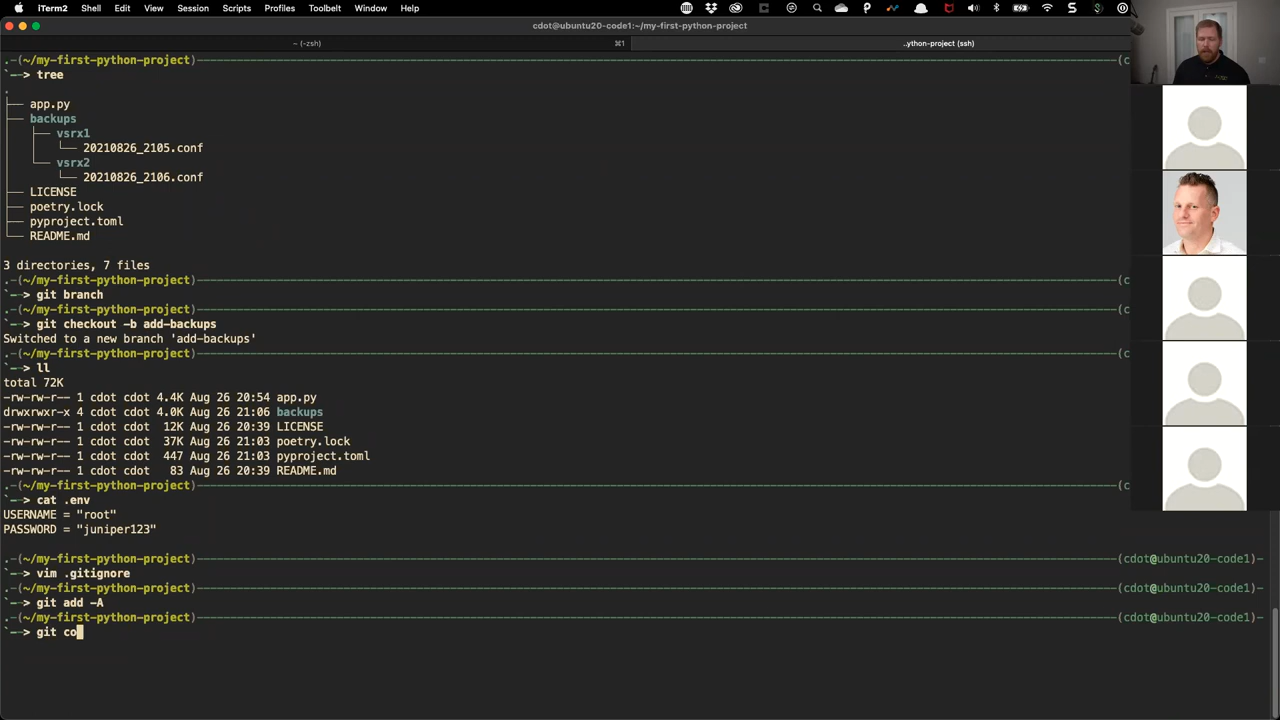 iTerm2 Shell Edit View Session Scripts Profiles Toolbelt Window Help
cdot@ubuntu20-code1:~/my-first-python-project
~ (-zsh) ⌘1 ..ython-project (ssh)
.-(~/my-first-python-project)(c
`--> tree
.
├── app.py
├── backups
│   ├── vsrx1
│   │   └── 20210826_2105.conf
│   └── vsrx2
│       └── 20210826_2106.conf
├── LICENSE
├── poetry.lock
├── pyproject.toml
└── README.md
3 directories, 7 files
.-(~/my-first-python-project)(c
`--> git branch
.-(~/my-first-python-project)(c
`--> git checkout -b add-backups
Switched to a new branch 'add-backups'
.-(~/my-first-python-project)(c
`--> ll
total 72K
-rw-rw-r-- 1 cdot cdot 4.4K Aug 26 20:54 app.py
drwxrwxr-x 4 cdot cdot 4.0K Aug 26 21:06 backups
-rw-rw-r-- 1 cdot cdot  12K Aug 26 20:39 LICENSE
-rw-rw-r-- 1 cdot cdot  37K Aug 26 21:03 poetry.lock
-rw-rw-r-- 1 cdot cdot  447 Aug 26 21:03 pyproject.toml
-rw-rw-r-- 1 cdot cdot   83 Aug 26 20:39 README.md
.-(~/my-first-python-project)(c
`--> cat .env
USERNAME = "root"
PASSWORD = "juniper123"
.-(~/my-first-python-project)(cdot@ubuntu20-code1)-
`--> vim .gitignore
.-(~/my-first-python-project)(cdot@ubuntu20-code1)-
`--> git add -A
.-(~/my-first-python-project)(cdot@ubuntu20-code1)-
`--> git co